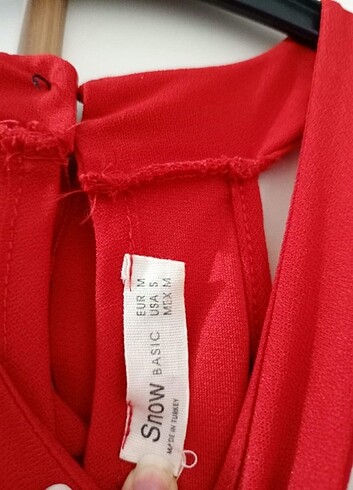 EUR M
USA S
MEX M
Snow
BASIC
MADE IN TURKEY